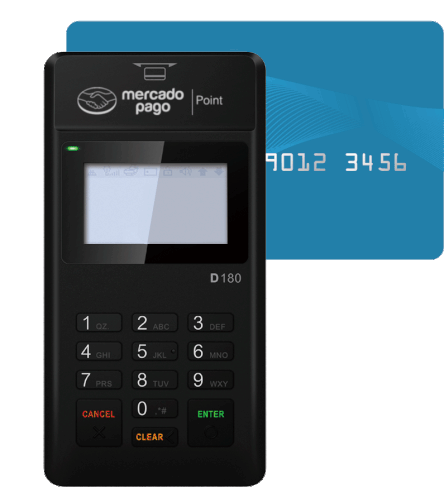 mercado
pago | Point
9012 3456
D180
1 QZ. 2 ABC 3 DEF
4 GHI 5 JKL 6 MNO
7 PRS 8 TUV 9 WXY
CANCEL 0 .*# ENTER
CLEAR